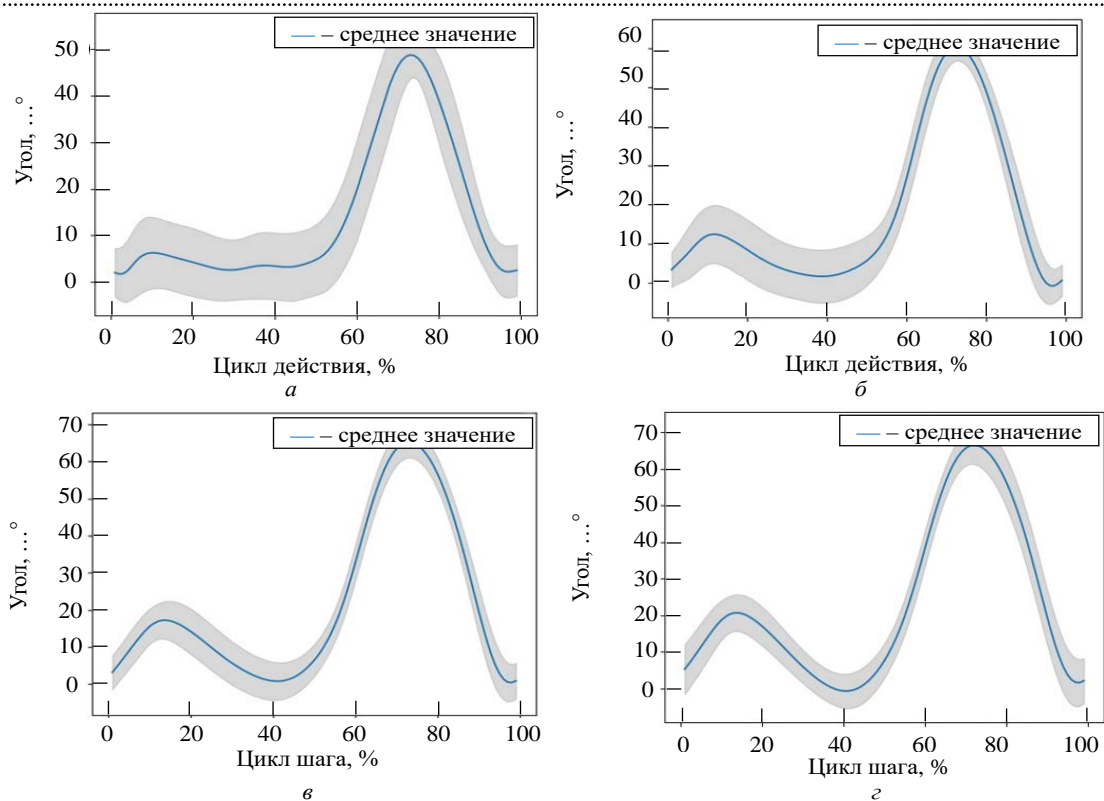 — – среднее значение
50
40
30
20
10
0
Угол, …°
0 20 40 60 80 100
Цикл действия, %
а
— – среднее значение
60
50
40
30
20
10
0
Угол, …°
0 20 40 60 80 100
Цикл действия, %
б
— – среднее значение
70
60
50
40
30
20
10
0
Угол, …°
0 20 40 60 80 100
Цикл шага, %
в
— – среднее значение
70
60
50
40
30
20
10
0
Угол, …°
0 20 40 60 80 100
Цикл шага, %
г